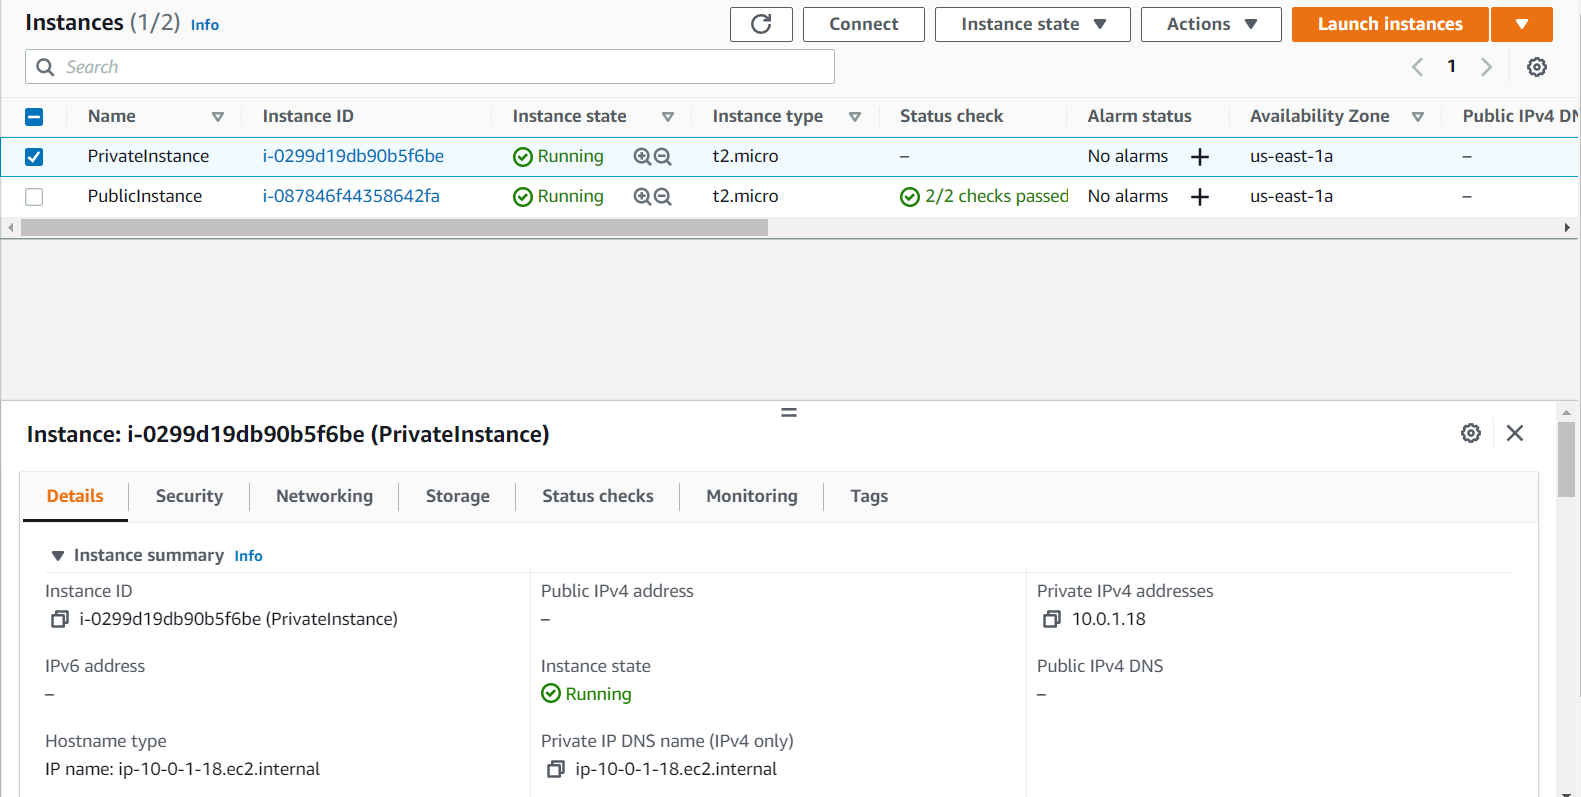 Instances (1/2) Info
Connect Instance state Actions Launch instances
Search
1
Name Instance ID Instance state Instance type Status check Alarm status Availability Zone Public IPv4 DN
PrivateInstance i-0299d19db90b5f6be Running t2.micro – No alarms + us-east-1a –
PublicInstance i-087846f44358642fa Running t2.micro 2/2 checks passed No alarms + us-east-1a –
Instance: i-0299d19db90b5f6be (PrivateInstance)
Details Security Networking Storage Status checks Monitoring Tags
Instance summary Info
Instance ID Public IPv4 address Private IPv4 addresses
i-0299d19db90b5f6be (PrivateInstance) – 10.0.1.18
IPv6 address Instance state Public IPv4 DNS
– Running –
Hostname type Private IP DNS name (IPv4 only)
IP name: ip-10-0-1-18.ec2.internal ip-10-0-1-18.ec2.internal